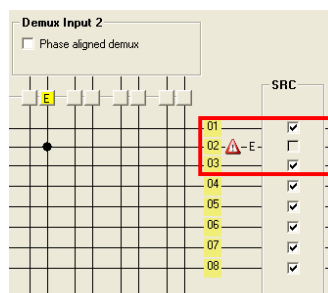 Demux Input 2
Phase aligned demux
E
SRC
01
02 E
03
04
05
06
07
08